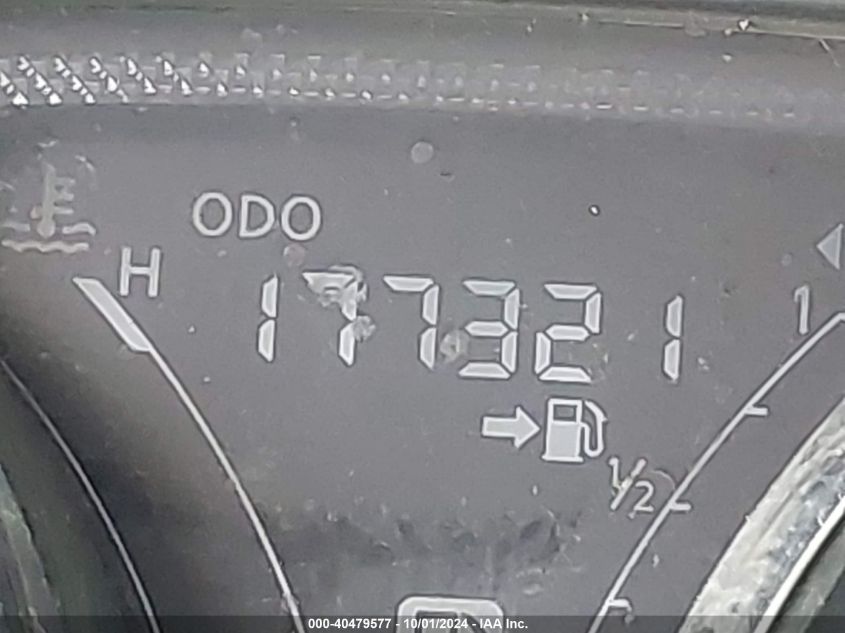 ODO
H
177321
1
1/2
000-40479577 - 10/01/2024 - IAA Inc.